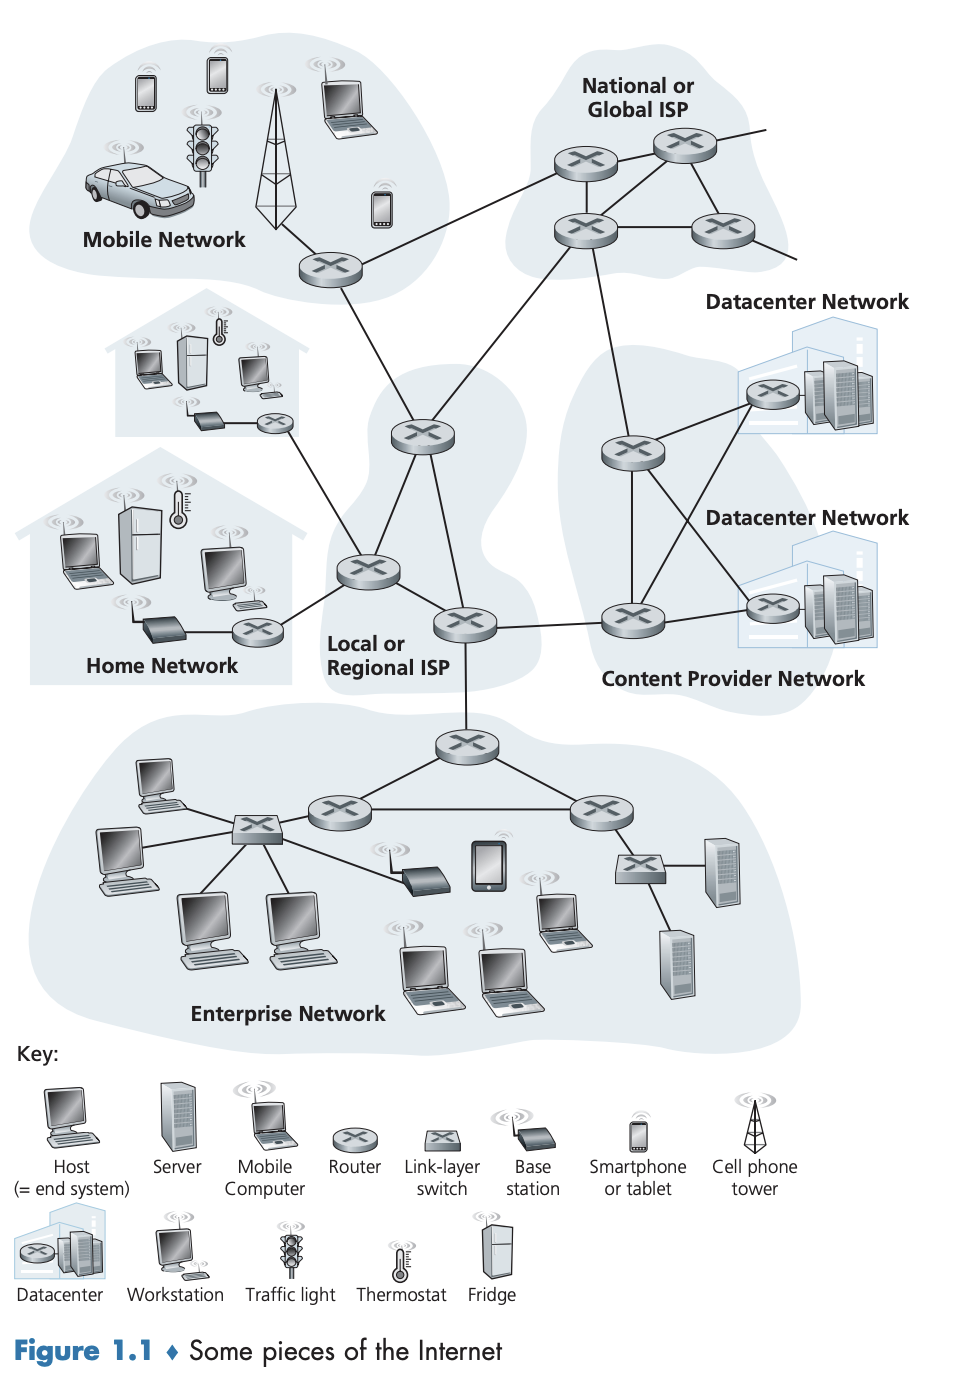 National or
Global ISP
Mobile Network
Datacenter Network
Datacenter Network
Home Network
Local or
Regional ISP
Content Provider Network
Enterprise Network
Key:
Host
(= end system)
Server
Mobile
Computer
Router
Link-layer
switch
Base
station
Smartphone
or tablet
Cell phone
tower
Datacenter
Workstation
Traffic light
Thermostat
Fridge
Figure 1.1 ♦ Some pieces of the Internet